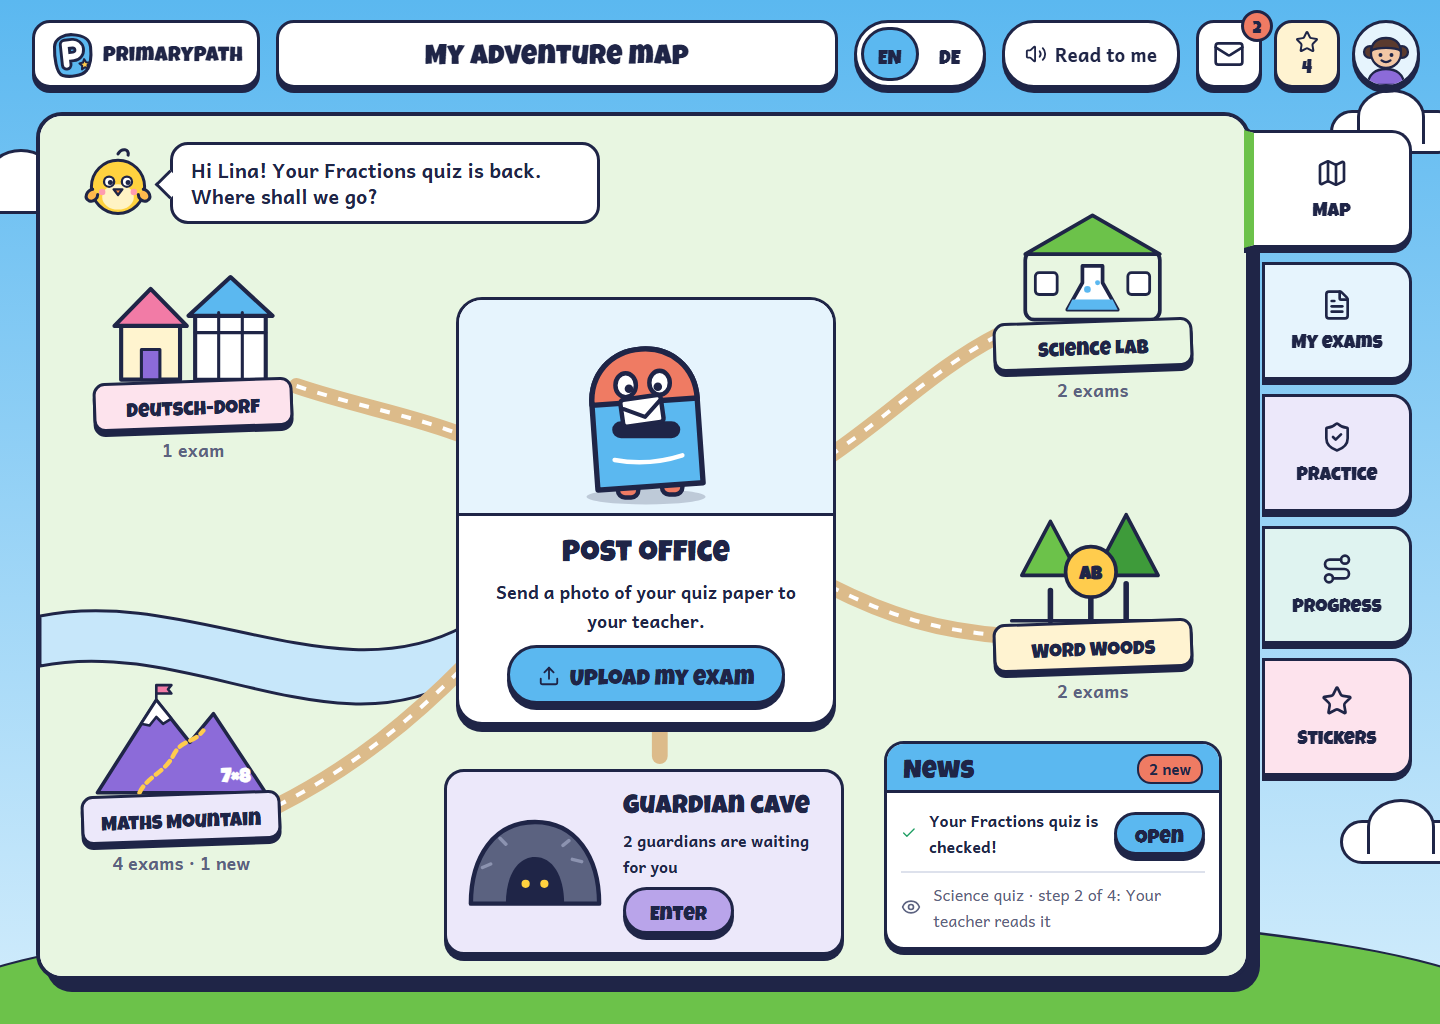 PRIMARYPATH
MY ADVENTURE MAP
EN
DE
Read to me
2
4
Hi Lina! Your Fractions quiz is back.
Where shall we go?
MAP
MY EXAMS
PRACTICE
PROGRESS
STICKERS
DEUTSCH-DORF
1 exam
SCIENCE LAB
2 exams
POST OFFICE
Send a photo of your quiz paper to
your teacher.
UPLOAD MY EXAM
AB
WORD WOODS
2 exams
7×8
MATHS MOUNTAIN
4 exams · 1 new
GUARDIAN CAVE
2 guardians are waiting
for you
ENTER
NEWS
2 new
Your Fractions quiz is
checked!
OPEN
Science quiz · step 2 of 4: Your
teacher reads it